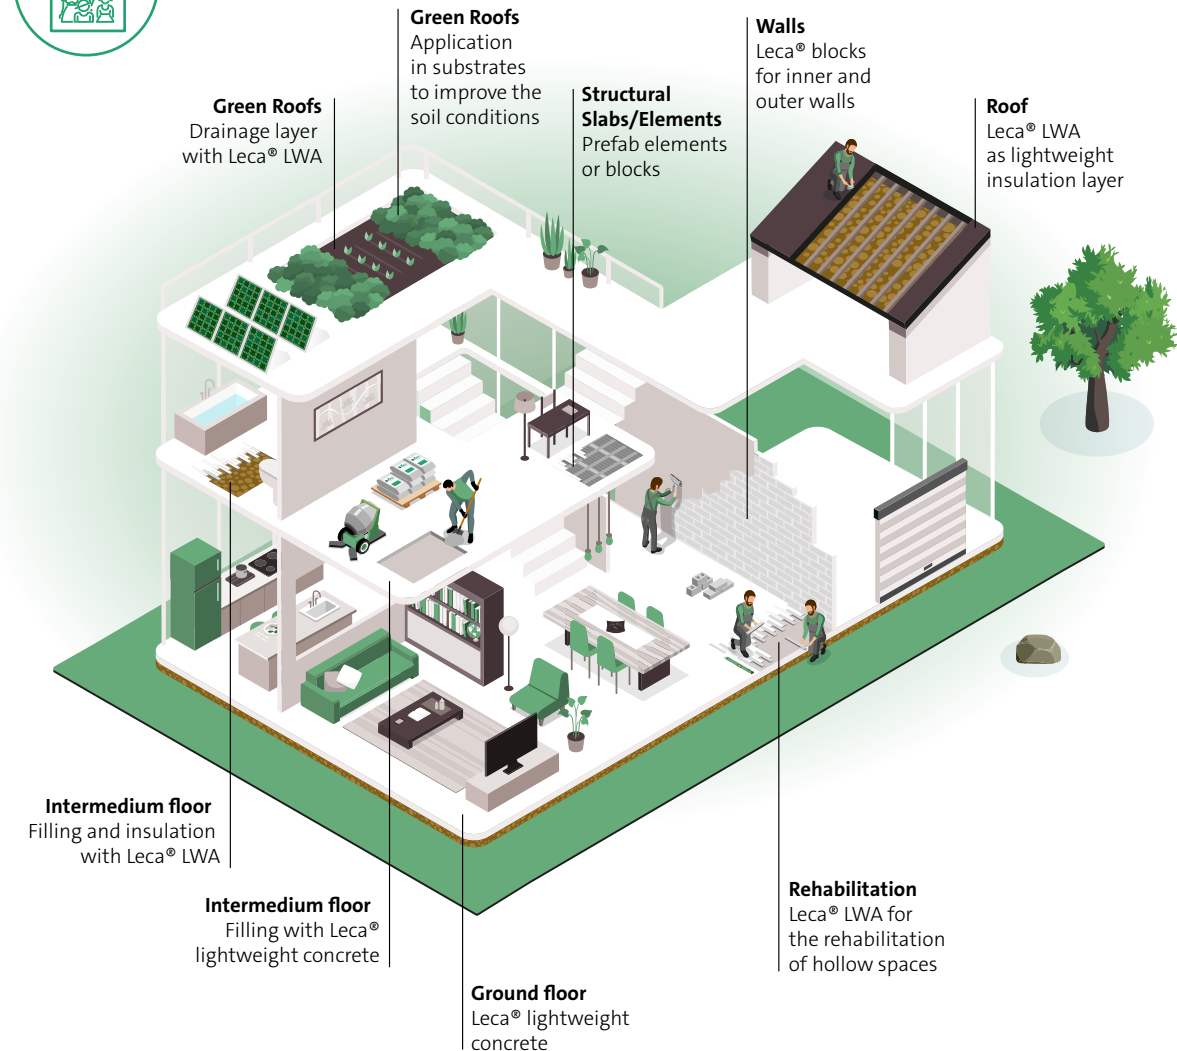 Green Roofs
Application
in substrates
to improve the
soil conditions
Walls
Leca® blocks
for inner and
outer walls
Green Roofs
Drainage layer
with Leca® LWA
Structural
Slabs/Elements
Prefab elements
or blocks
Roof
Leca® LWA
as lightweight
insulation layer
Intermedium floor
Filling and insulation
with Leca® LWA
Intermedium floor
Filling with Leca®
lightweight concrete
Rehabilitation
Leca® LWA for
the rehabilitation
of hollow spaces
Ground floor
Leca® lightweight
concrete